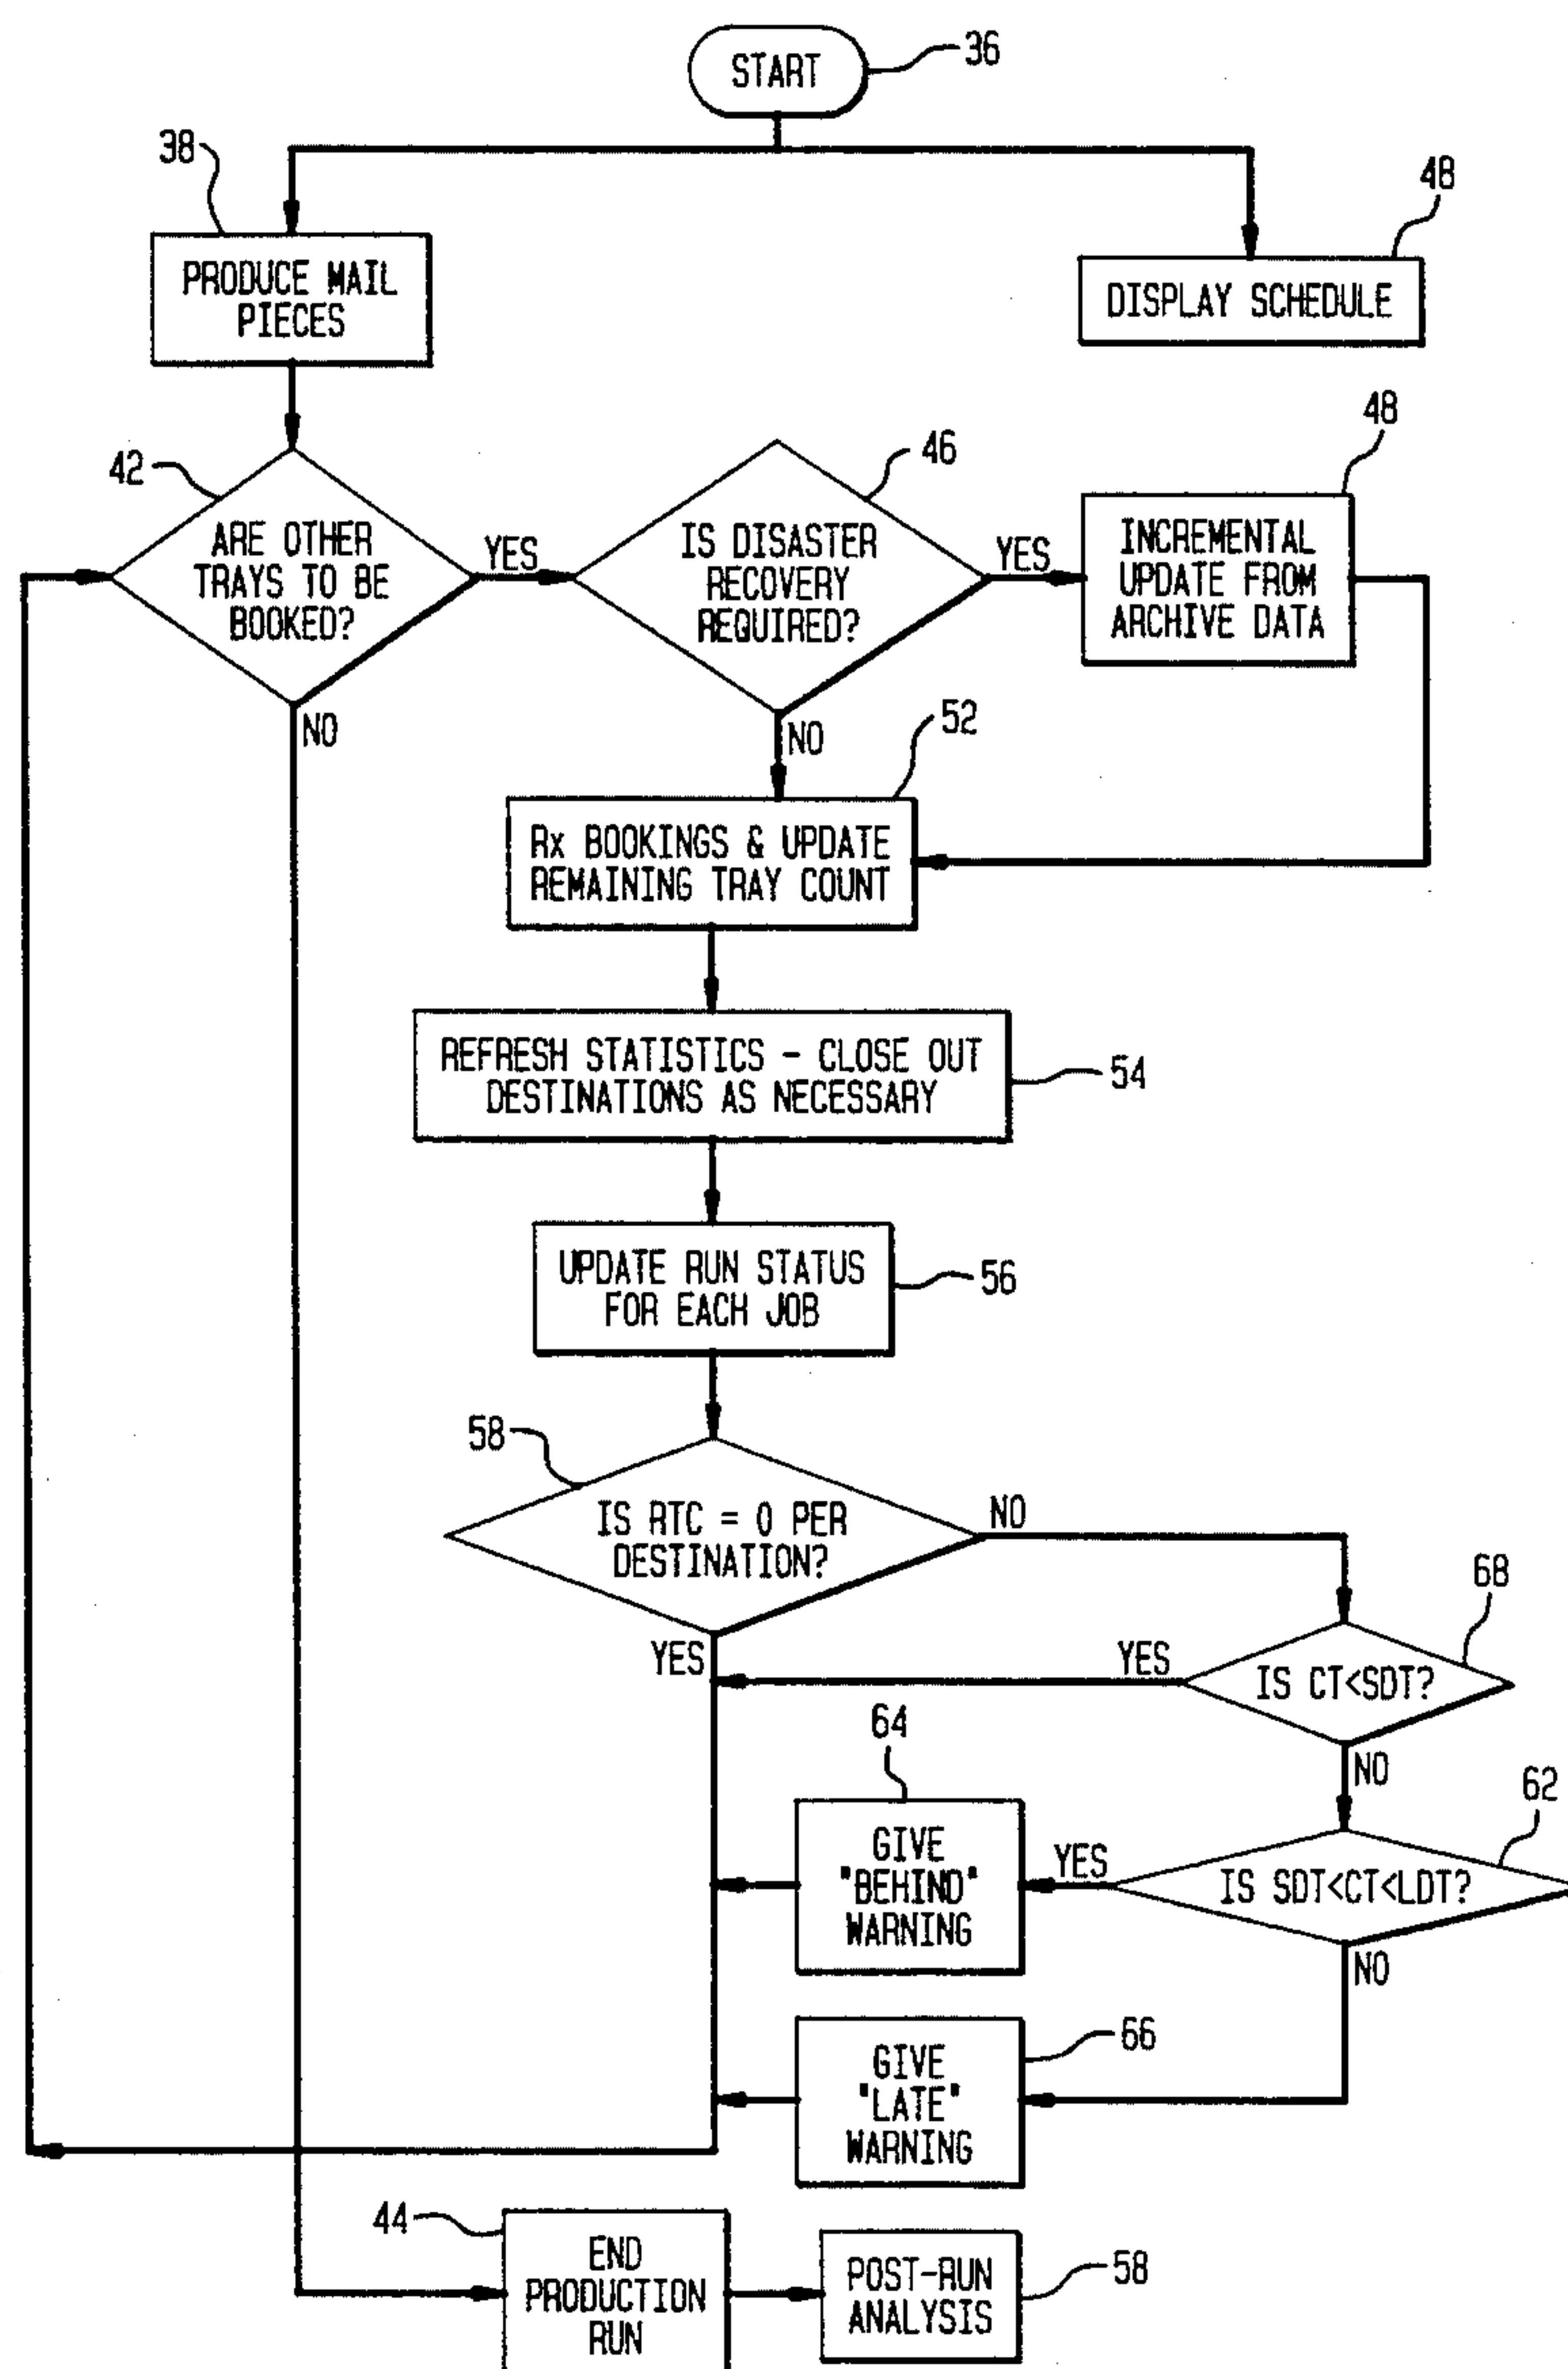 START
36
38
48
PRODUCE MAIL
PIECES
DISPLAY SCHEDULE
42
46
48
ARE OTHER
TRAYS TO BE
BOOKED?
YES
IS DISASTER
RECOVERY
REQUIRED?
YES
INCREMENTAL
UPDATE FROM
ARCHIVE DATA
NO
NO
52
Rx BOOKINGS & UPDATE
REMAINING TRAY COUNT
REFRESH STATISTICS - CLOSE OUT
DESTINATIONS AS NECESSARY
54
UPDATE RUN STATUS
FOR EACH JOB
56
58
IS RTC = 0 PER
DESTINATION?
NO
68
YES
YES
IS CT<SDT?
64
NO
62
GIVE
"BEHIND"
WARNING
YES
IS SDT<CT<LDT?
NO
GIVE
"LATE"
WARNING
66
44
END
PRODUCTION
RUN
POST-RUN
ANALYSIS
58